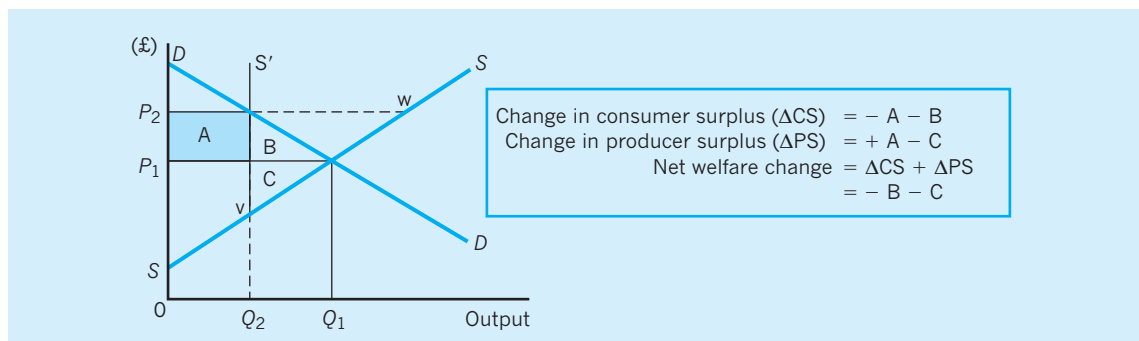 (£)
D
S′
S
P2
w
A
B
P1
C
v
S
D
0
Q2
Q1
Output
Change in consumer surplus (ΔCS) = − A − B
Change in producer surplus (ΔPS) = + A − C
Net welfare change = ΔCS + ΔPS
= − B − C